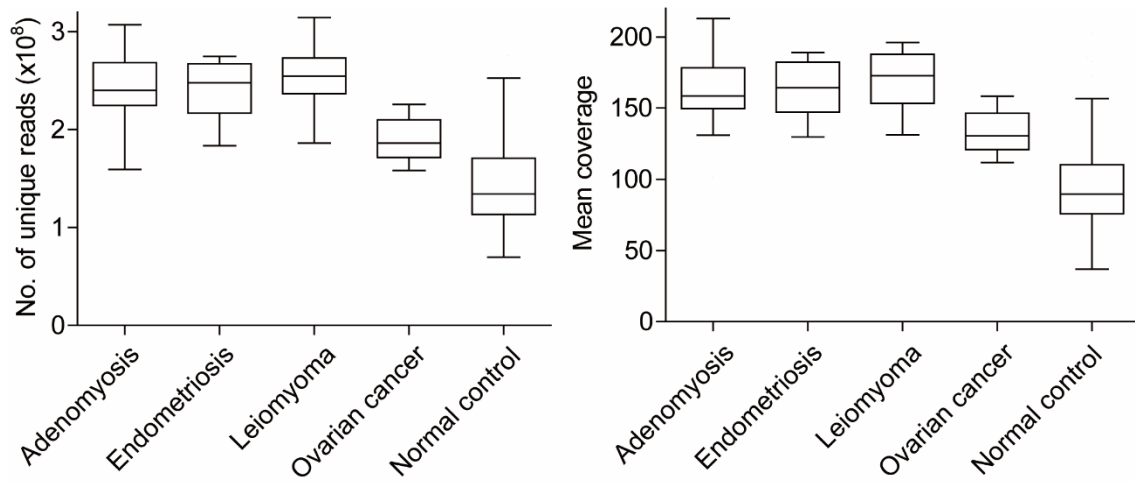 No. of unique reads (x10⁸)
3
2
1
0
Adenomyosis
Endometriosis
Leiomyoma
Ovarian cancer
Normal control
Mean coverage
200
150
100
50
0
Adenomyosis
Endometriosis
Leiomyoma
Ovarian cancer
Normal control